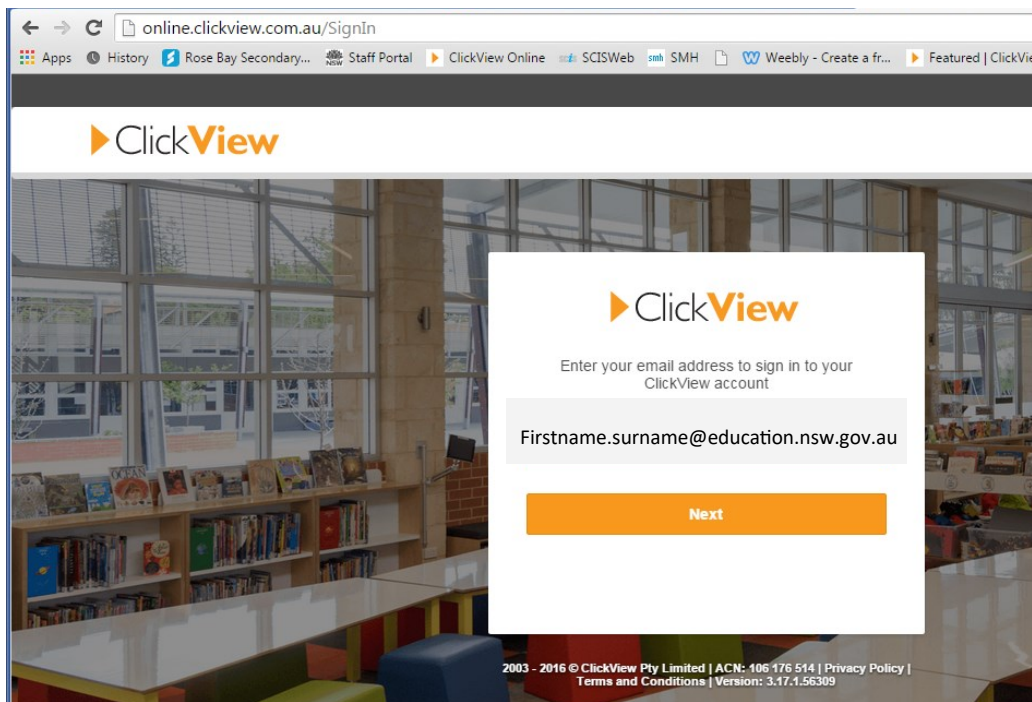 online.clickview.com.au/SignIn
Apps History Rose Bay Secondary... Staff Portal ClickView Online SCISWeb smh SMH Weebly - Create a fr... Featured | ClickVie
ClickView
ClickView
Enter your email address to sign in to your
ClickView account
Firstname.surname@education.nsw.gov.au
Next
2003 - 2016 © ClickView Pty Limited | ACN: 106 176 514 | Privacy Policy |
Terms and Conditions | Version: 3.17.1.56309